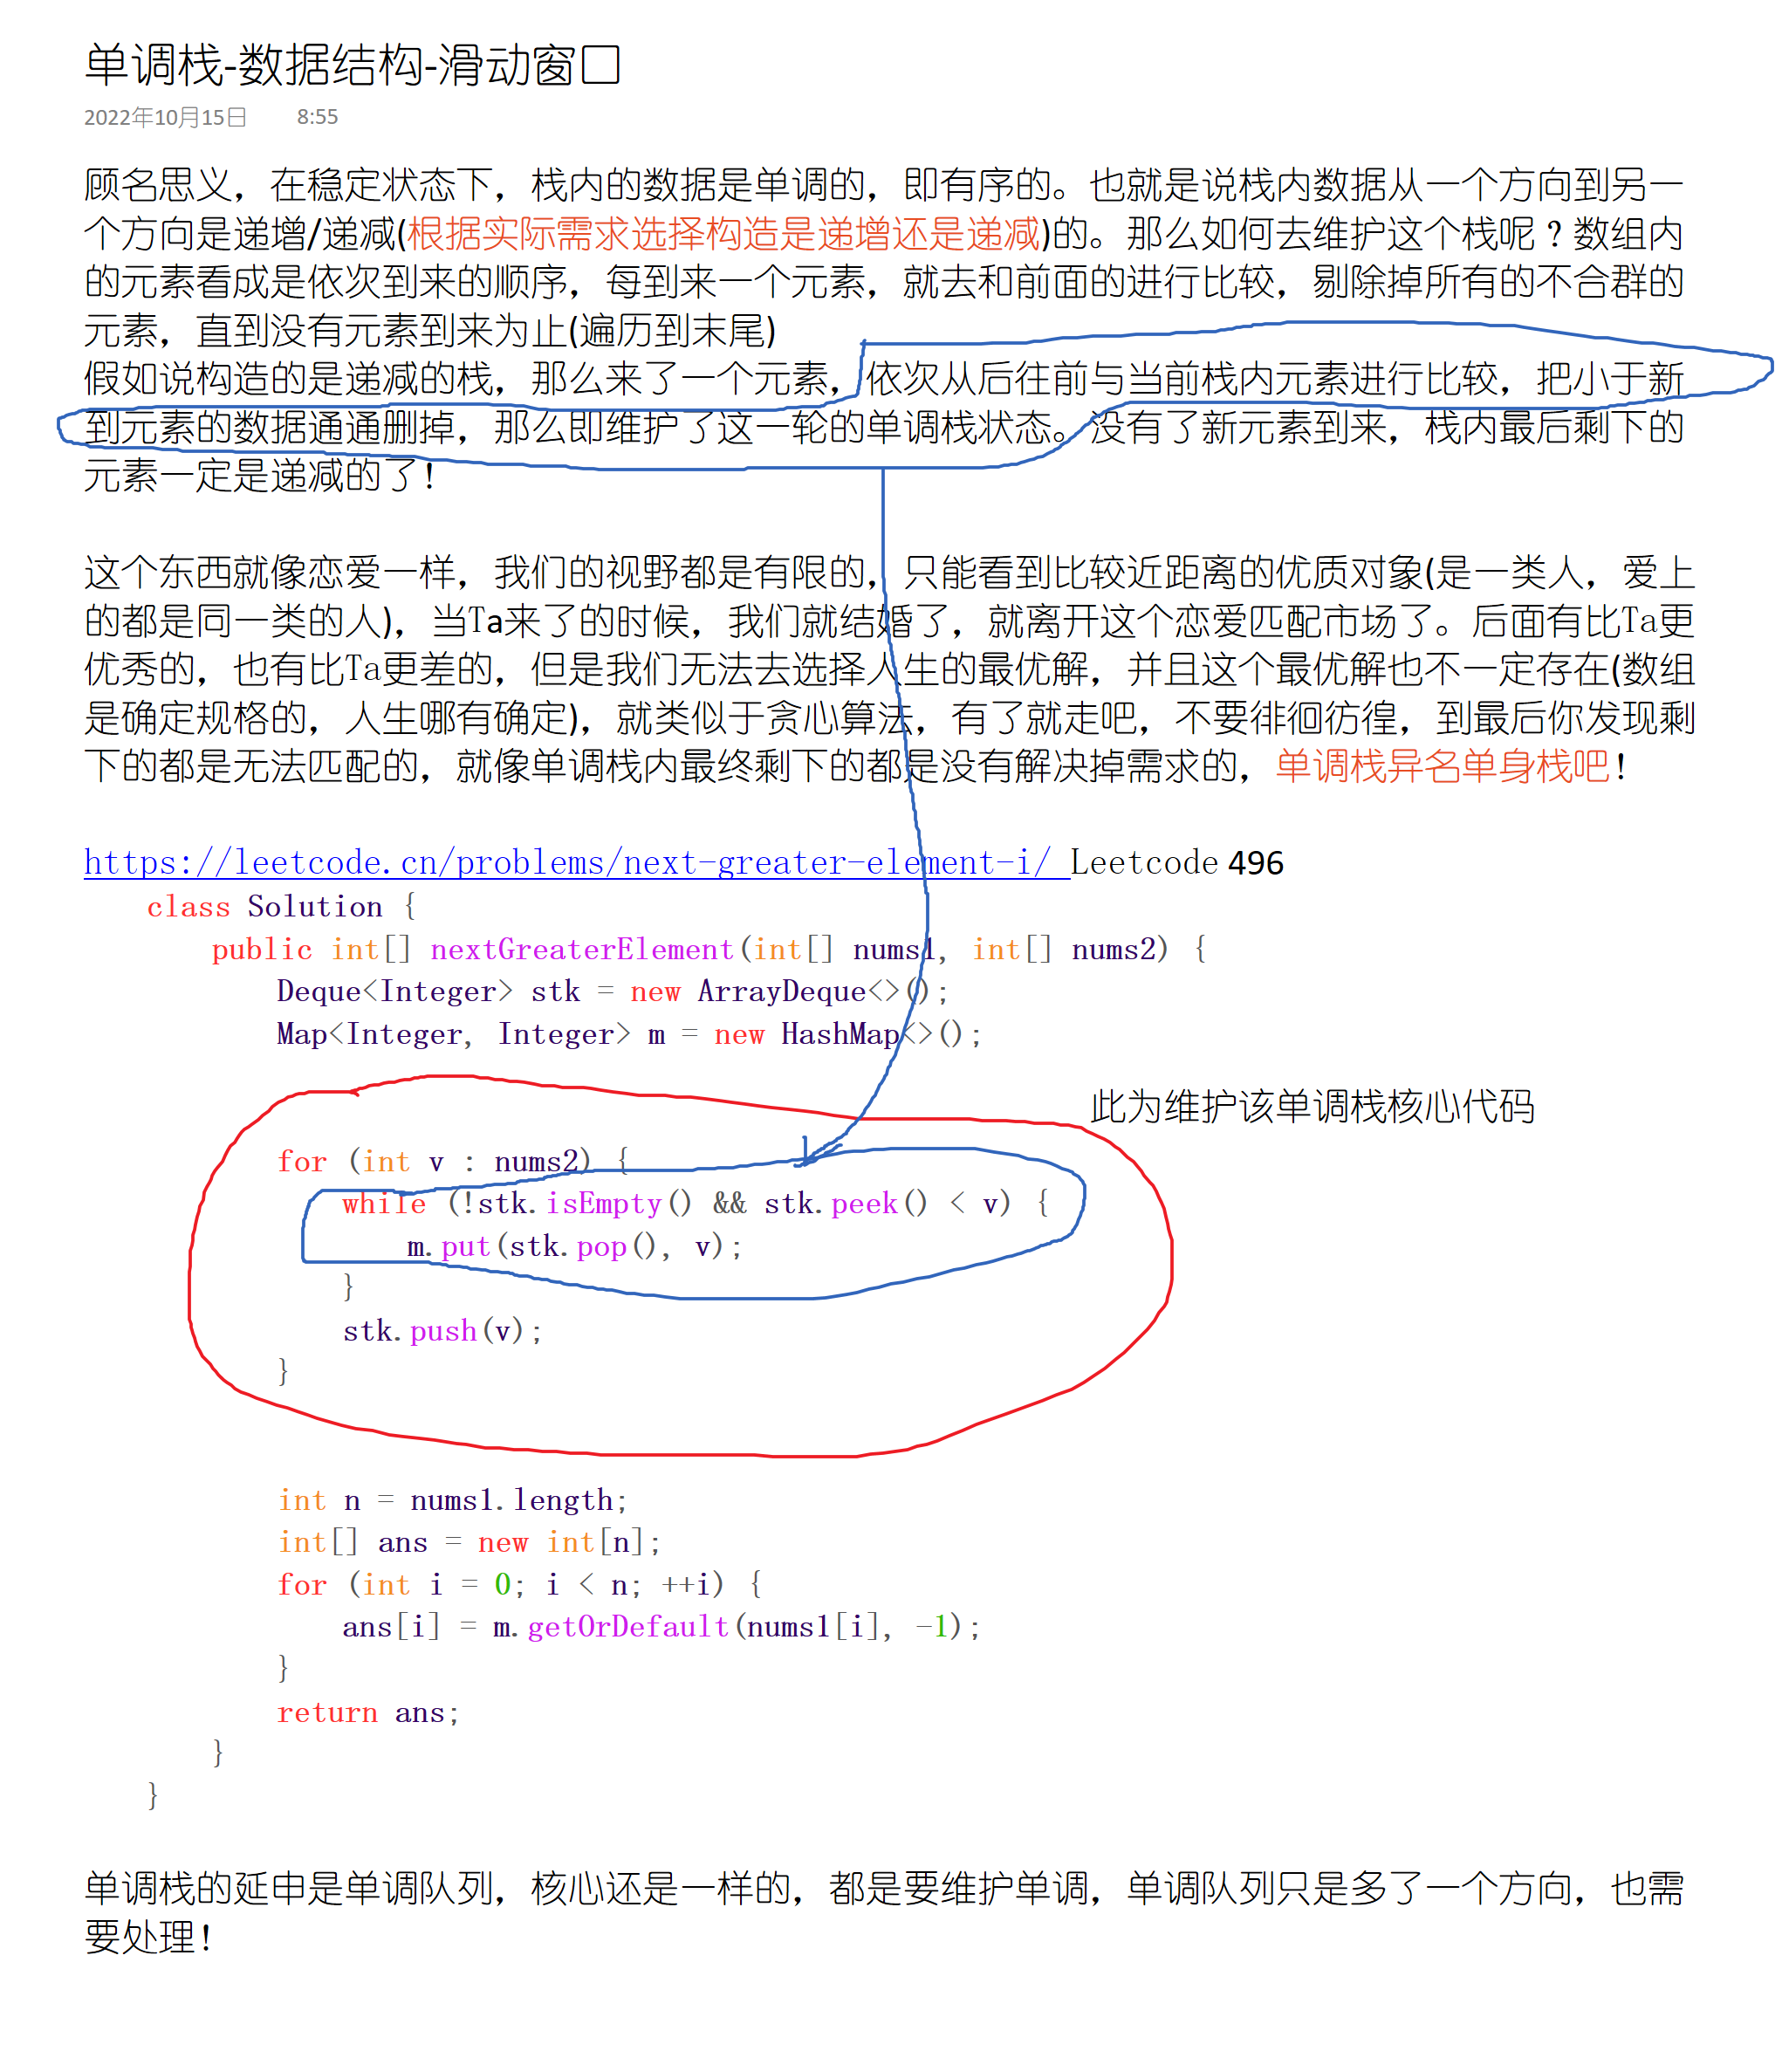 单调栈-数据结构-滑动窗口
2022年10月15日 8:55
顾名思义，在稳定状态下，栈内的数据是单调的，即有序的。也就是说栈内数据从一个方向到另一
个方向是递增/递减(根据实际需求选择构造是递增还是递减)的。那么如何去维护这个栈呢？数组内
的元素看成是依次到来的顺序，每到来一个元素，就去和前面的进行比较，剔除掉所有的不合群的
元素，直到没有元素到来为止(遍历到末尾)
假如说构造的是递减的栈，那么来了一个元素，依次从后往前与当前栈内元素进行比较，把小于新
到元素的数据通通删掉，那么即维护了这一轮的单调栈状态。没有了新元素到来，栈内最后剩下的
元素一定是递减的了！
这个东西就像恋爱一样，我们的视野都是有限的，只能看到比较近距离的优质对象(是一类人，爱上
的都是同一类的人)，当Ta来了的时候，我们就结婚了，就离开这个恋爱匹配市场了。后面有比Ta更
优秀的，也有比Ta更差的，但是我们无法去选择人生的最优解，并且这个最优解也不一定存在(数组
是确定规格的，人生哪有确定)，就类似于贪心算法，有了就走吧，不要徘徊彷徨，到最后你发现剩
下的都是无法匹配的，就像单调栈内最终剩下的都是没有解决掉需求的，单调栈异名单身栈吧！
https://leetcode.cn/problems/next-greater-element-i/ Leetcode 496
class Solution {
public int[] nextGreaterElement(int[] nums1, int[] nums2) {
Deque<Integer> stk = new ArrayDeque<>();
Map<Integer, Integer> m = new HashMap<>();
此为维护该单调栈核心代码
for (int v : nums2) {
while (!stk.isEmpty() && stk.peek() < v) {
m.put(stk.pop(), v);
}
stk.push(v);
}
int n = nums1.length;
int[] ans = new int[n];
for (int i = 0; i < n; ++i) {
ans[i] = m.getOrDefault(nums1[i], -1);
}
return ans;
}
}
单调栈的延申是单调队列，核心还是一样的，都是要维护单调，单调队列只是多了一个方向，也需
要处理！